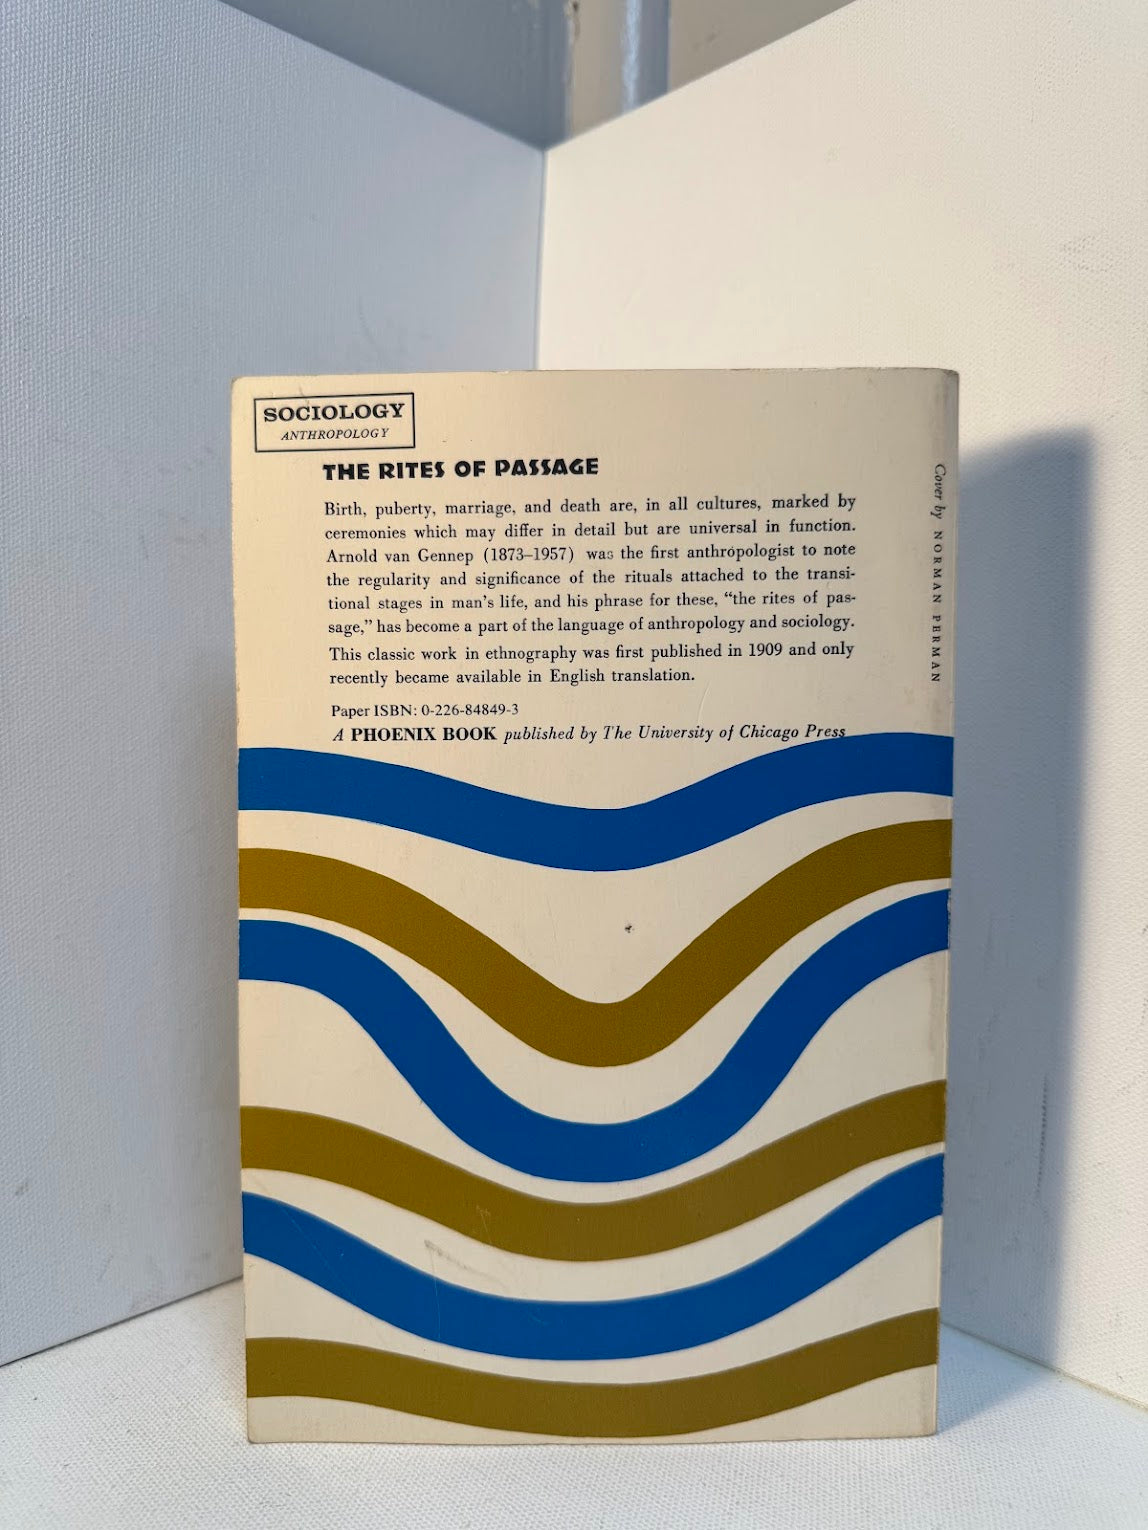 SOCIOLOGY
ANTHROPOLOGY
THE RITES OF PASSAGE
Birth, puberty, marriage, and death are, in all cultures, marked by
ceremonies which may differ in detail but are universal in function.
Arnold van Gennep (1873–1957) was the first anthropologist to note
the regularity and significance of the rituals attached to the transi-
tional stages in man's life, and his phrase for these, “the rites of pas-
sage,” has become a part of the language of anthropology and sociology.
This classic work in ethnography was first published in 1909 and only
recently became available in English translation.
Paper ISBN: 0-226-84849-3
A PHOENIX BOOK published by The University of Chicago Press
Cover by NORMAN PERMAN